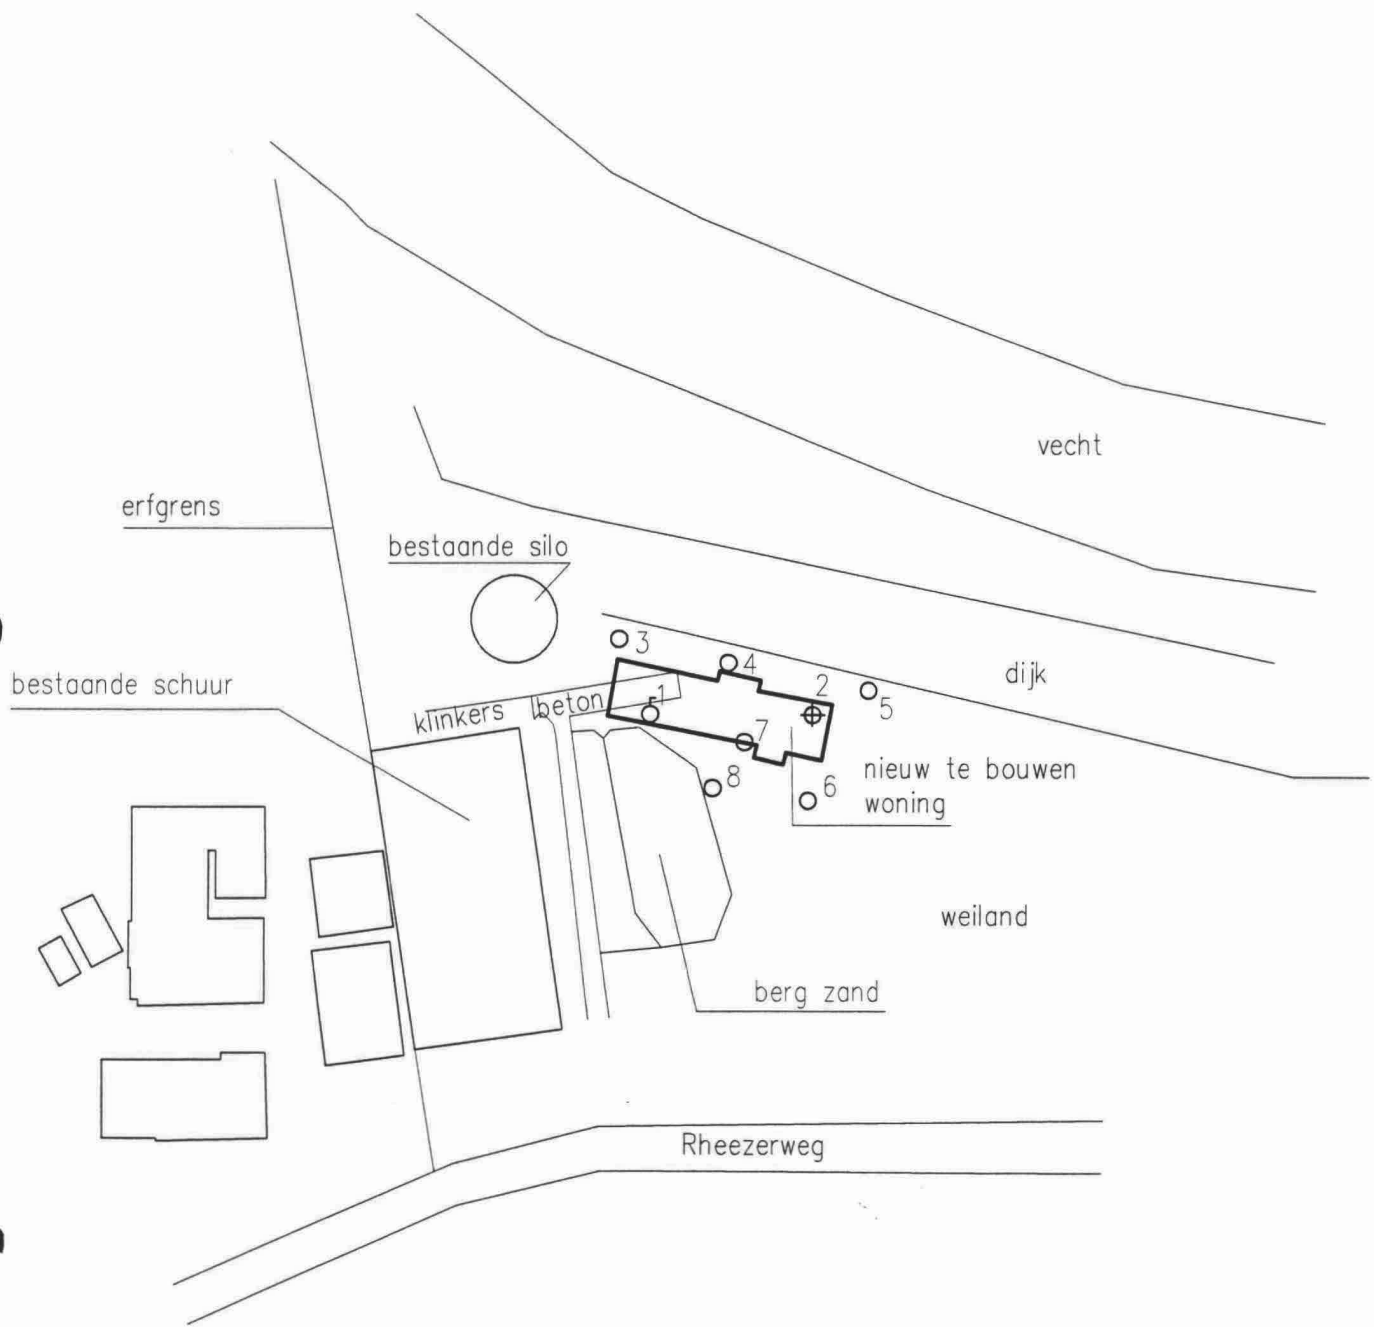 vecht
erfgrens
bestaande silo
3
4
dijk
bestaande schuur
2
5
1
klinkers
beton
7
nieuw te bouwen
woning
8
6
weiland
berg zand
Rheezerweg